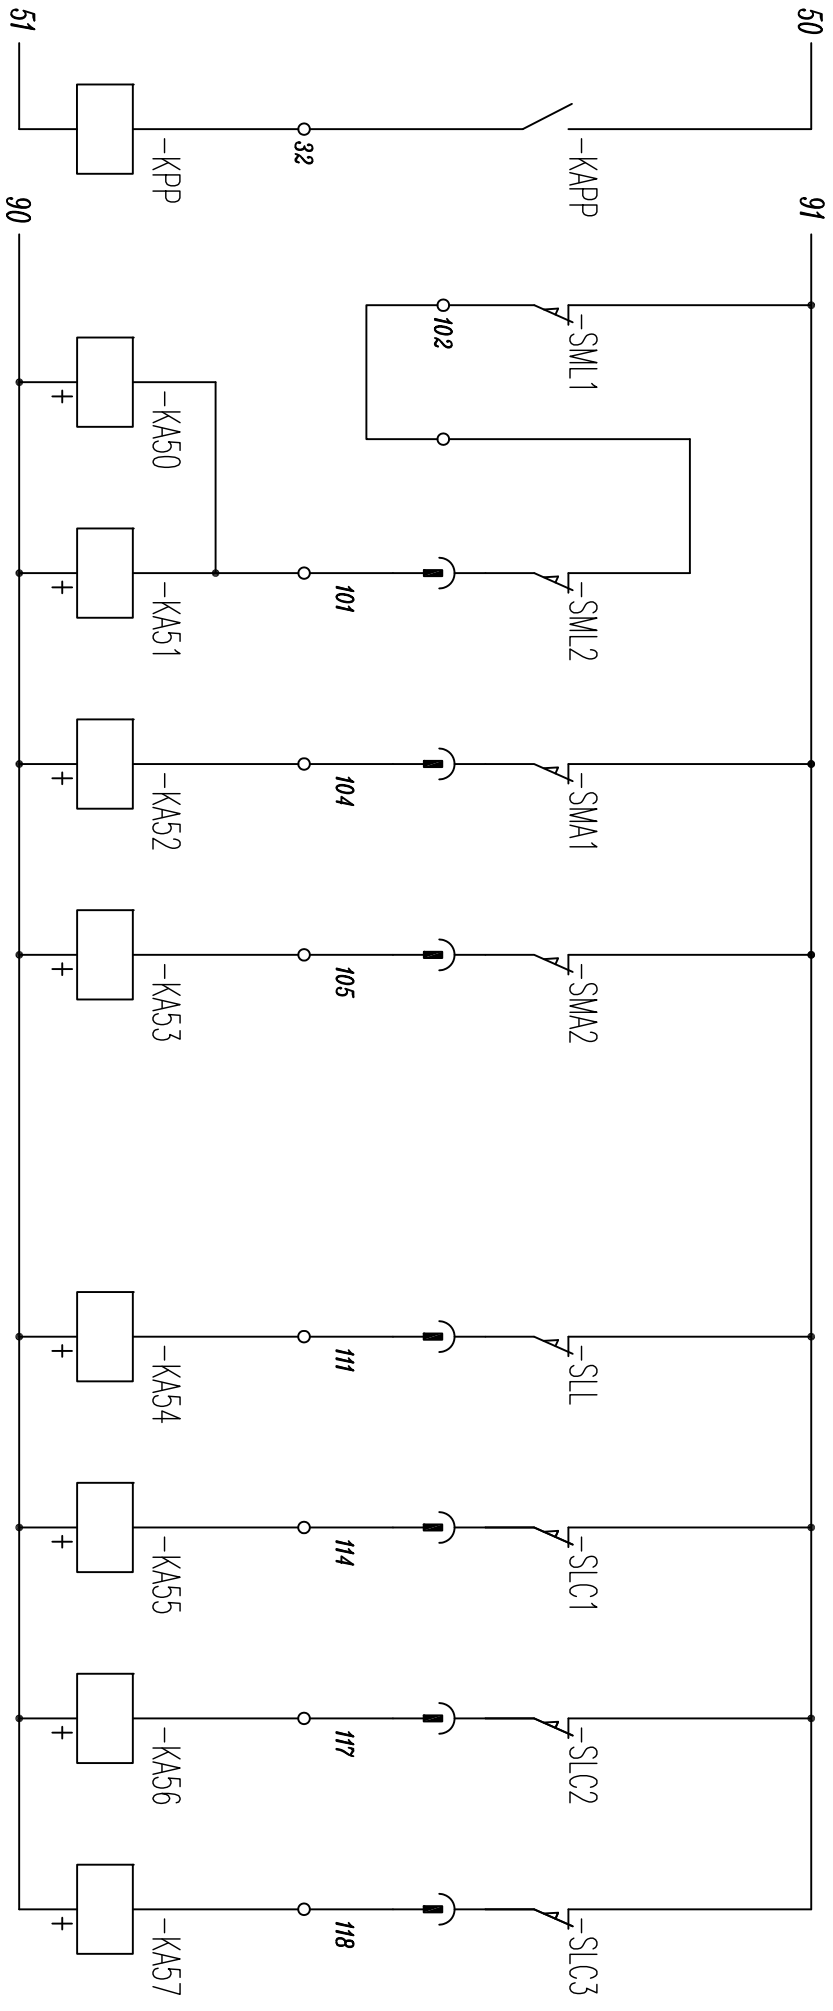 50
91
-KAPP
-SML1
-SML2
-SMA1
-SMA2
-SLL
-SLC1
-SLC2
-SLC3
32
102
101
104
105
111
114
117
118
-KPP
-KA50
-KA51
-KA52
-KA53
-KA54
-KA55
-KA56
-KA57
+
+
+
+
+
+
+
+
51
90